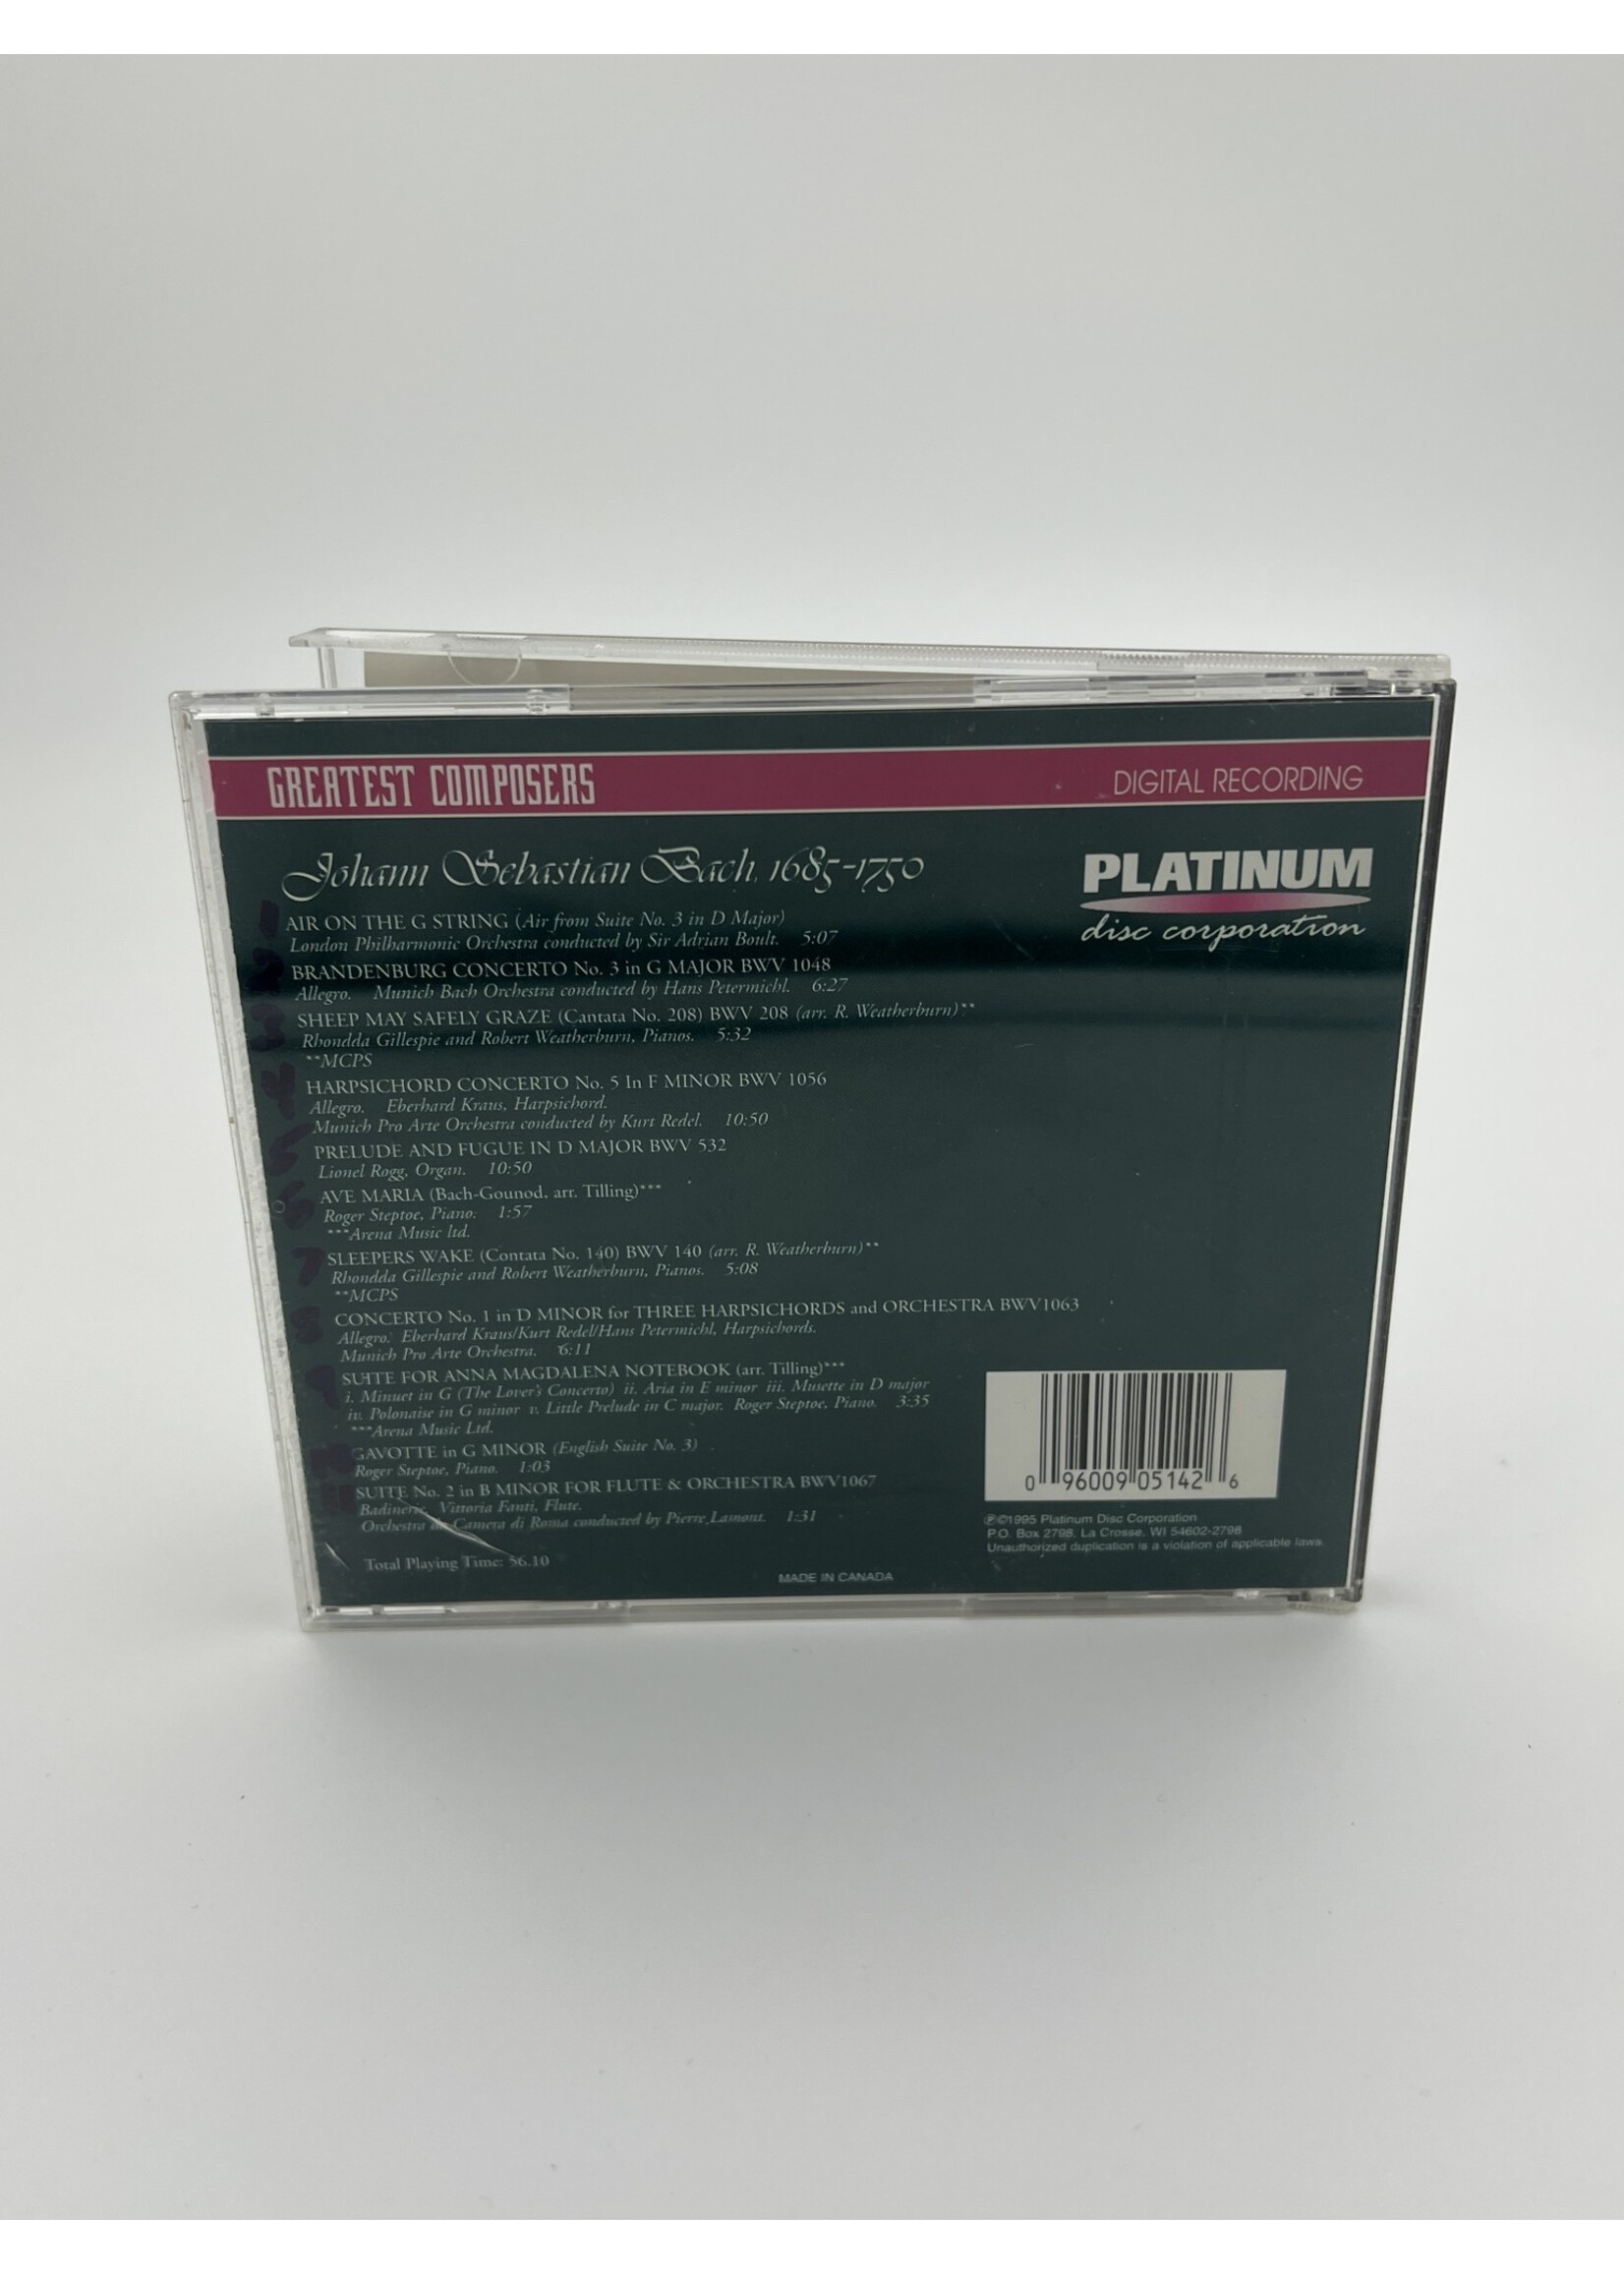 GREATEST COMPOSERS
DIGITAL RECORDING
Johann Sebastian Bach, 1685-1750
PLATINUM
disc corporation
1 AIR ON THE G STRING (Air from Suite No. 3 in D Major)
London Philharmonic Orchestra conducted by Sir Adrian Boult. 5:07
2 BRANDENBURG CONCERTO No. 3 in G MAJOR BWV 1048
Allegro. Munich Bach Orchestra conducted by Hans Petermichl. 6:27
3 SHEEP MAY SAFELY GRAZE (Cantata No. 208) BWV 208 (arr. R. Weatherburn)**
Rhondda Gillespie and Robert Weatherburn, Pianos. 5:32
**MCPS
4 HARPSICHORD CONCERTO No. 5 In F MINOR BWV 1056
Allegro. Eberhard Kraus, Harpsichord.
Munich Pro Arte Orchestra conducted by Kurt Redel. 10:50
5 PRELUDE AND FUGUE IN D MAJOR BWV 532
Lionel Rogg, Organ. 10:50
6 AVE MARIA (Bach-Gounod, arr. Tilling)***
Roger Steptoe, Piano. 1:57
***Arena Music ltd.
7 SLEEPERS WAKE (Contata No. 140) BWV 140 (arr. R. Weatherburn)**
Rhondda Gillespie and Robert Weatherburn, Pianos. 5:08
**MCPS
8 CONCERTO No. 1 in D MINOR for THREE HARPSICHORDS and ORCHESTRA BWV1063
Allegro. Eberhard Kraus/Kurt Redel/Hans Petermichl, Harpsichords.
Munich Pro Arte Orchestra. 6:11
9 SUITE FOR ANNA MAGDALENA NOTEBOOK (arr. Tilling)***
i. Minuet in G (The Lover's Concerto) ii. Aria in E minor iii. Musette in D major
iv. Polonaise in G minor v. Little Prelude in C major. Roger Steptoe, Piano. 3:35
***Arena Music Ltd.
GAVOTTE in G MINOR (English Suite No. 3)
Roger Steptoe, Piano. 1:03
11 SUITE No. 2 in B MINOR FOR FLUTE & ORCHESTRA BWV1067
Badinerie. Vittoria Fanti, Flute.
Orchestra da Camera di Roma conducted by Pierre Lamont. 1:31
Total Playing Time: 56.10
0 96009 05142 6
℗©1995 Platinum Disc Corporation
P.O. Box 2798, La Crosse, WI 54602-2798
Unauthorized duplication is a violation of applicable laws.
MADE IN CANADA